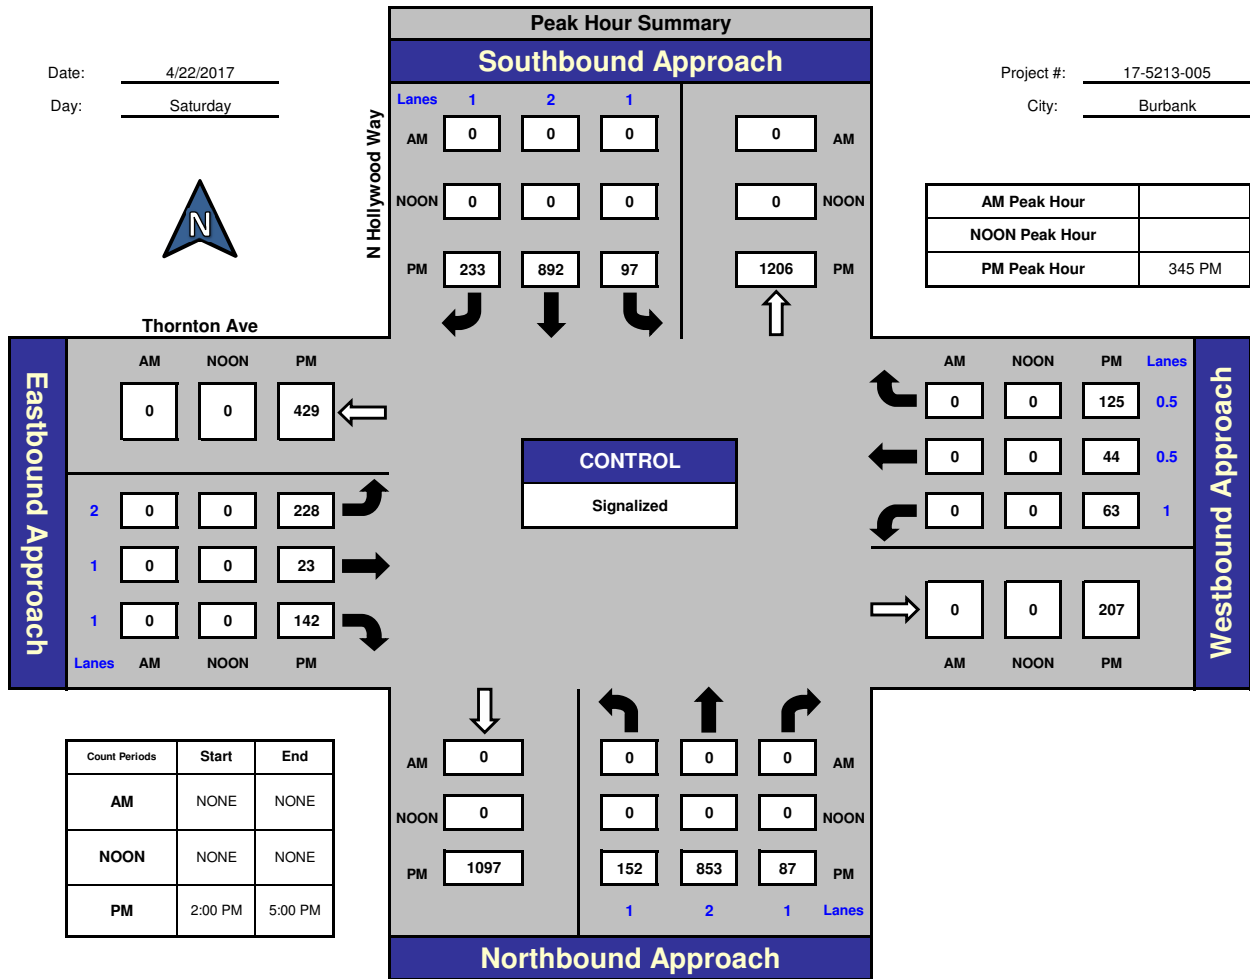 Peak Hour Summary
Southbound Approach
Date: 4/22/2017
Day: Saturday
Project #: 17-5213-005
City: Burbank
N Hollywood Way
Lanes 1 2 1
AM 0 0 0 0 AM
NOON 0 0 0 0 NOON
PM 233 892 97 1206 PM
N
AM Peak Hour
NOON Peak Hour
PM Peak Hour 345 PM
Thornton Ave
Eastbound Approach
AM NOON PM
0 0 429
2 0 0 228
1 0 0 23
1 0 0 142
Lanes AM NOON PM
CONTROL
Signalized
AM NOON PM Lanes
0 0 125 0.5
0 0 44 0.5
0 0 63 1
0 0 207
AM NOON PM
Westbound Approach
Count Periods Start End
AM NONE NONE
NOON NONE NONE
PM 2:00 PM 5:00 PM
AM 0 0 0 0 AM
NOON 0 0 0 0 NOON
PM 1097 152 853 87 PM
1 2 1 Lanes
Northbound Approach